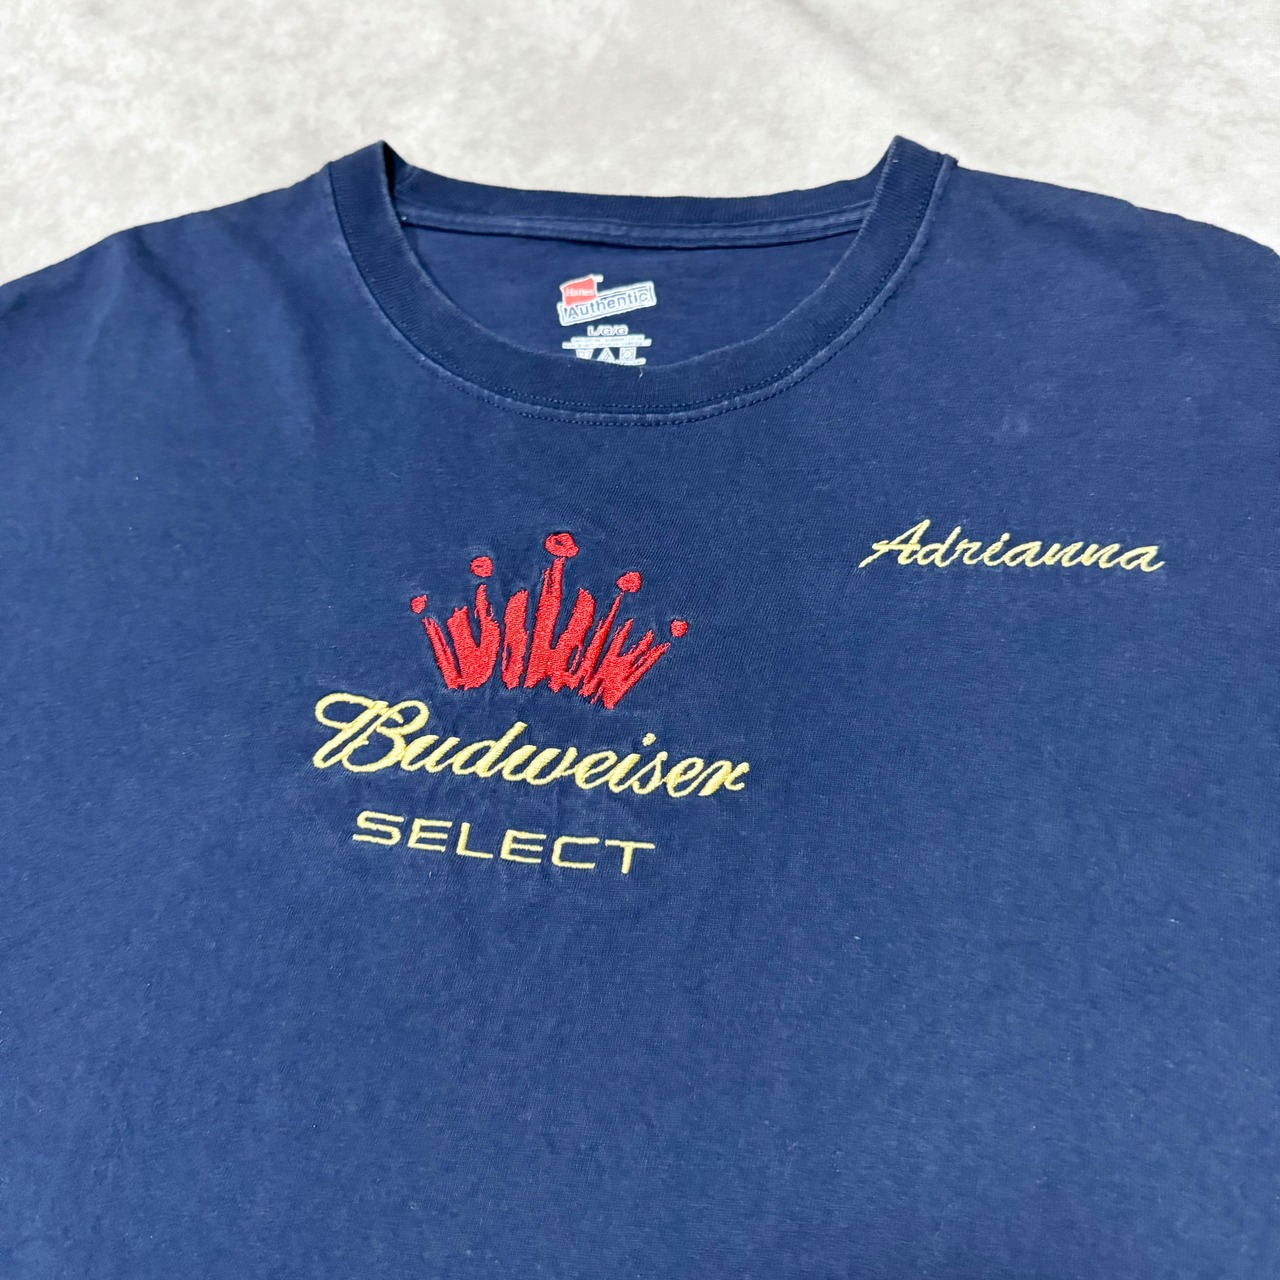 Hanes
Authentic
L/G/G
Adrianna
Budweiser
SELECT